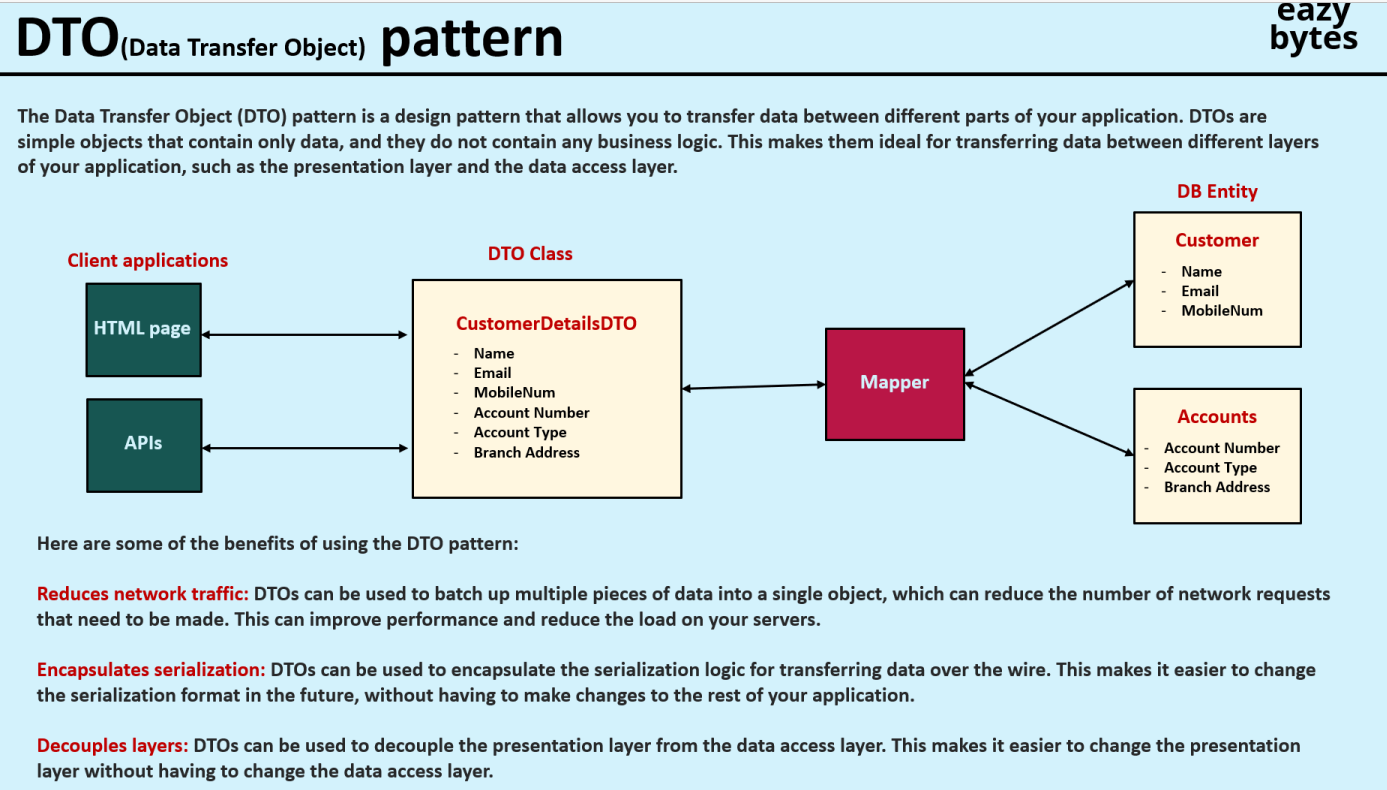 DTO(Data Transfer Object) pattern
eazy
bytes
The Data Transfer Object (DTO) pattern is a design pattern that allows you to transfer data between different parts of your application. DTOs are
simple objects that contain only data, and they do not contain any business logic. This makes them ideal for transferring data between different layers
of your application, such as the presentation layer and the data access layer.
Client applications
HTML page
APIs
DTO Class
CustomerDetailsDTO
- Name
- Email
- MobileNum
- Account Number
- Account Type
- Branch Address
Mapper
DB Entity
Customer
- Name
- Email
- MobileNum
Accounts
- Account Number
- Account Type
- Branch Address
Here are some of the benefits of using the DTO pattern:
Reduces network traffic: DTOs can be used to batch up multiple pieces of data into a single object, which can reduce the number of network requests
that need to be made. This can improve performance and reduce the load on your servers.
Encapsulates serialization: DTOs can be used to encapsulate the serialization logic for transferring data over the wire. This makes it easier to change
the serialization format in the future, without having to make changes to the rest of your application.
Decouples layers: DTOs can be used to decouple the presentation layer from the data access layer. This makes it easier to change the presentation
layer without having to change the data access layer.